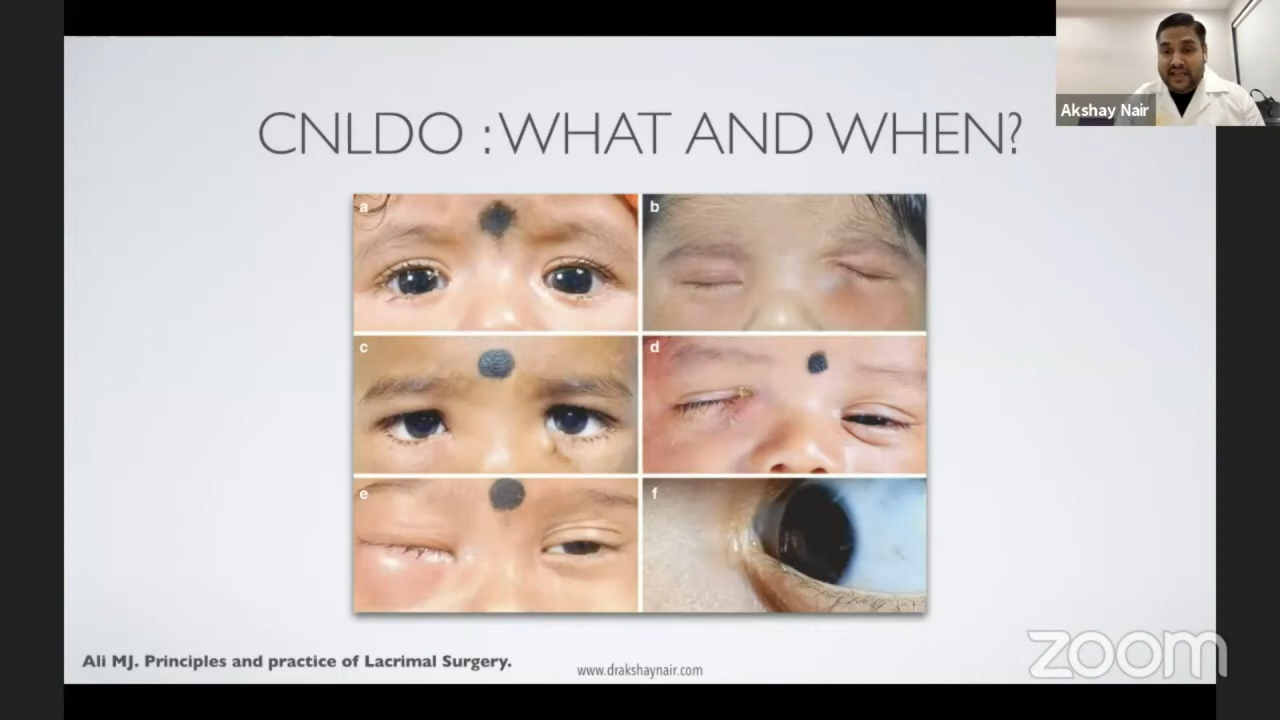 Akshay Nair
CNLDO : WHAT AND WHEN?
a
b
c
d
e
f
Ali MJ. Principles and practice of Lacrimal Surgery.
www.drakshaynair.com
zoom